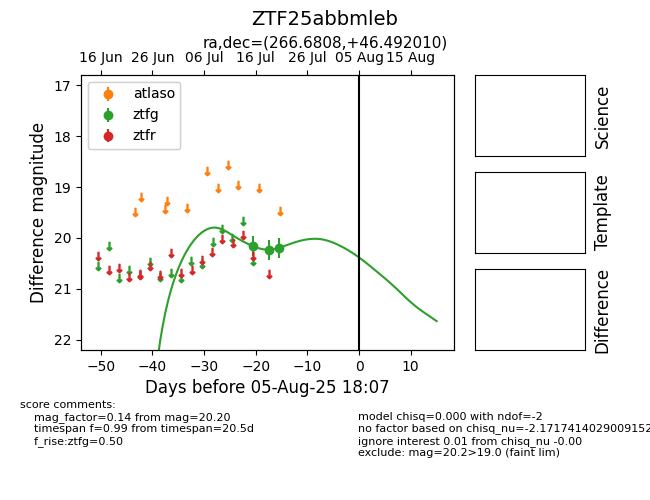 ZTF25abbmleb
ra,dec=(266.6808,+46.492010)
16 Jun 26 Jun 06 Jul 16 Jul 26 Jul 05 Aug 15 Aug
17
18
19
20
21
22
Difference magnitude
atlaso
ztfg
ztfr
−50 −40 −30 −20 −10 0 10
Days before 05-Aug-25 18:07
Science
Template
Difference
score comments:
mag_factor=0.14 from mag=20.20
timespan f=0.99 from timespan=20.5d
f_rise:ztfg=0.50
model chisq=0.000 with ndof=-2
no factor based on chisq_nu=-2.1717414029009152
ignore interest 0.01 from chisq_nu -0.00
exclude: mag=20.2>19.0 (faint lim)